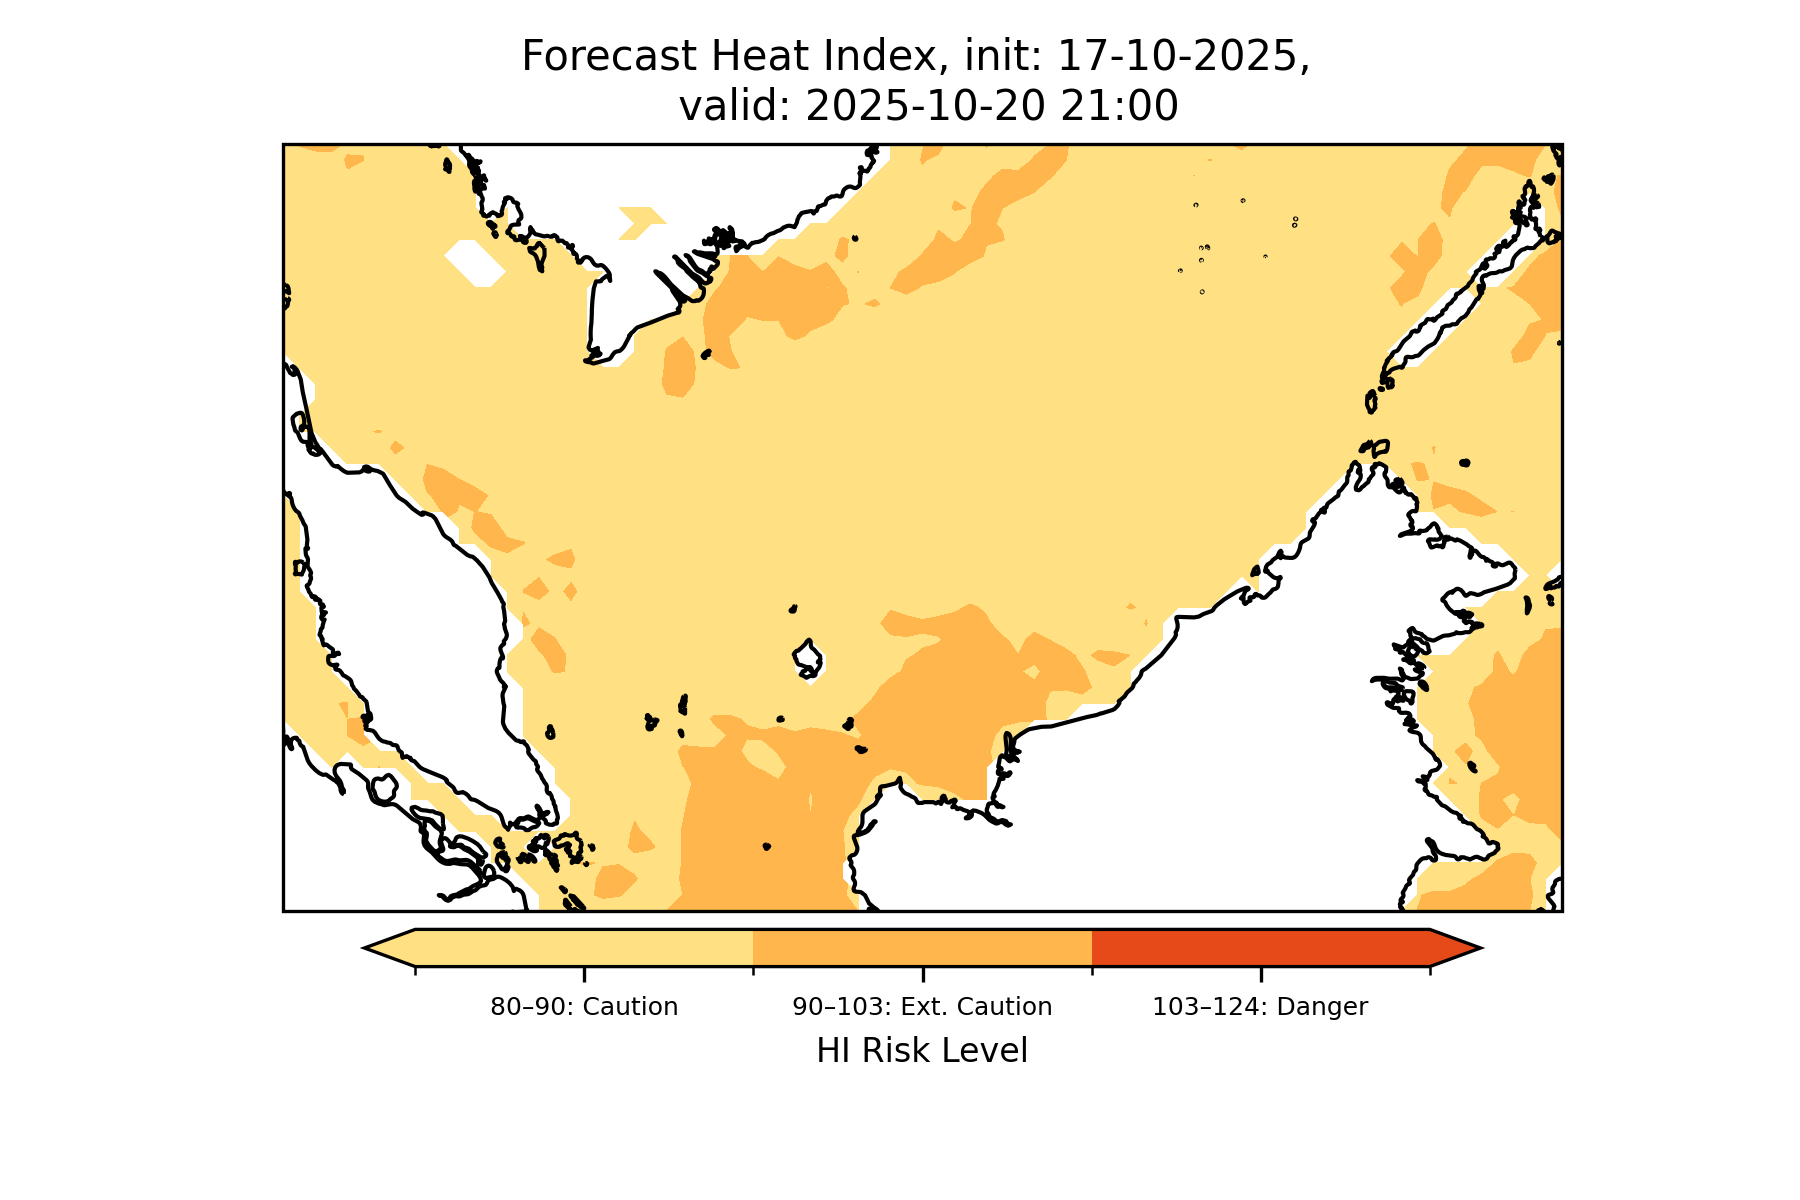 Forecast Heat Index, init: 17-10-2025,
valid: 2025-10-20 21:00
80–90: Caution
90–103: Ext. Caution
103–124: Danger
HI Risk Level